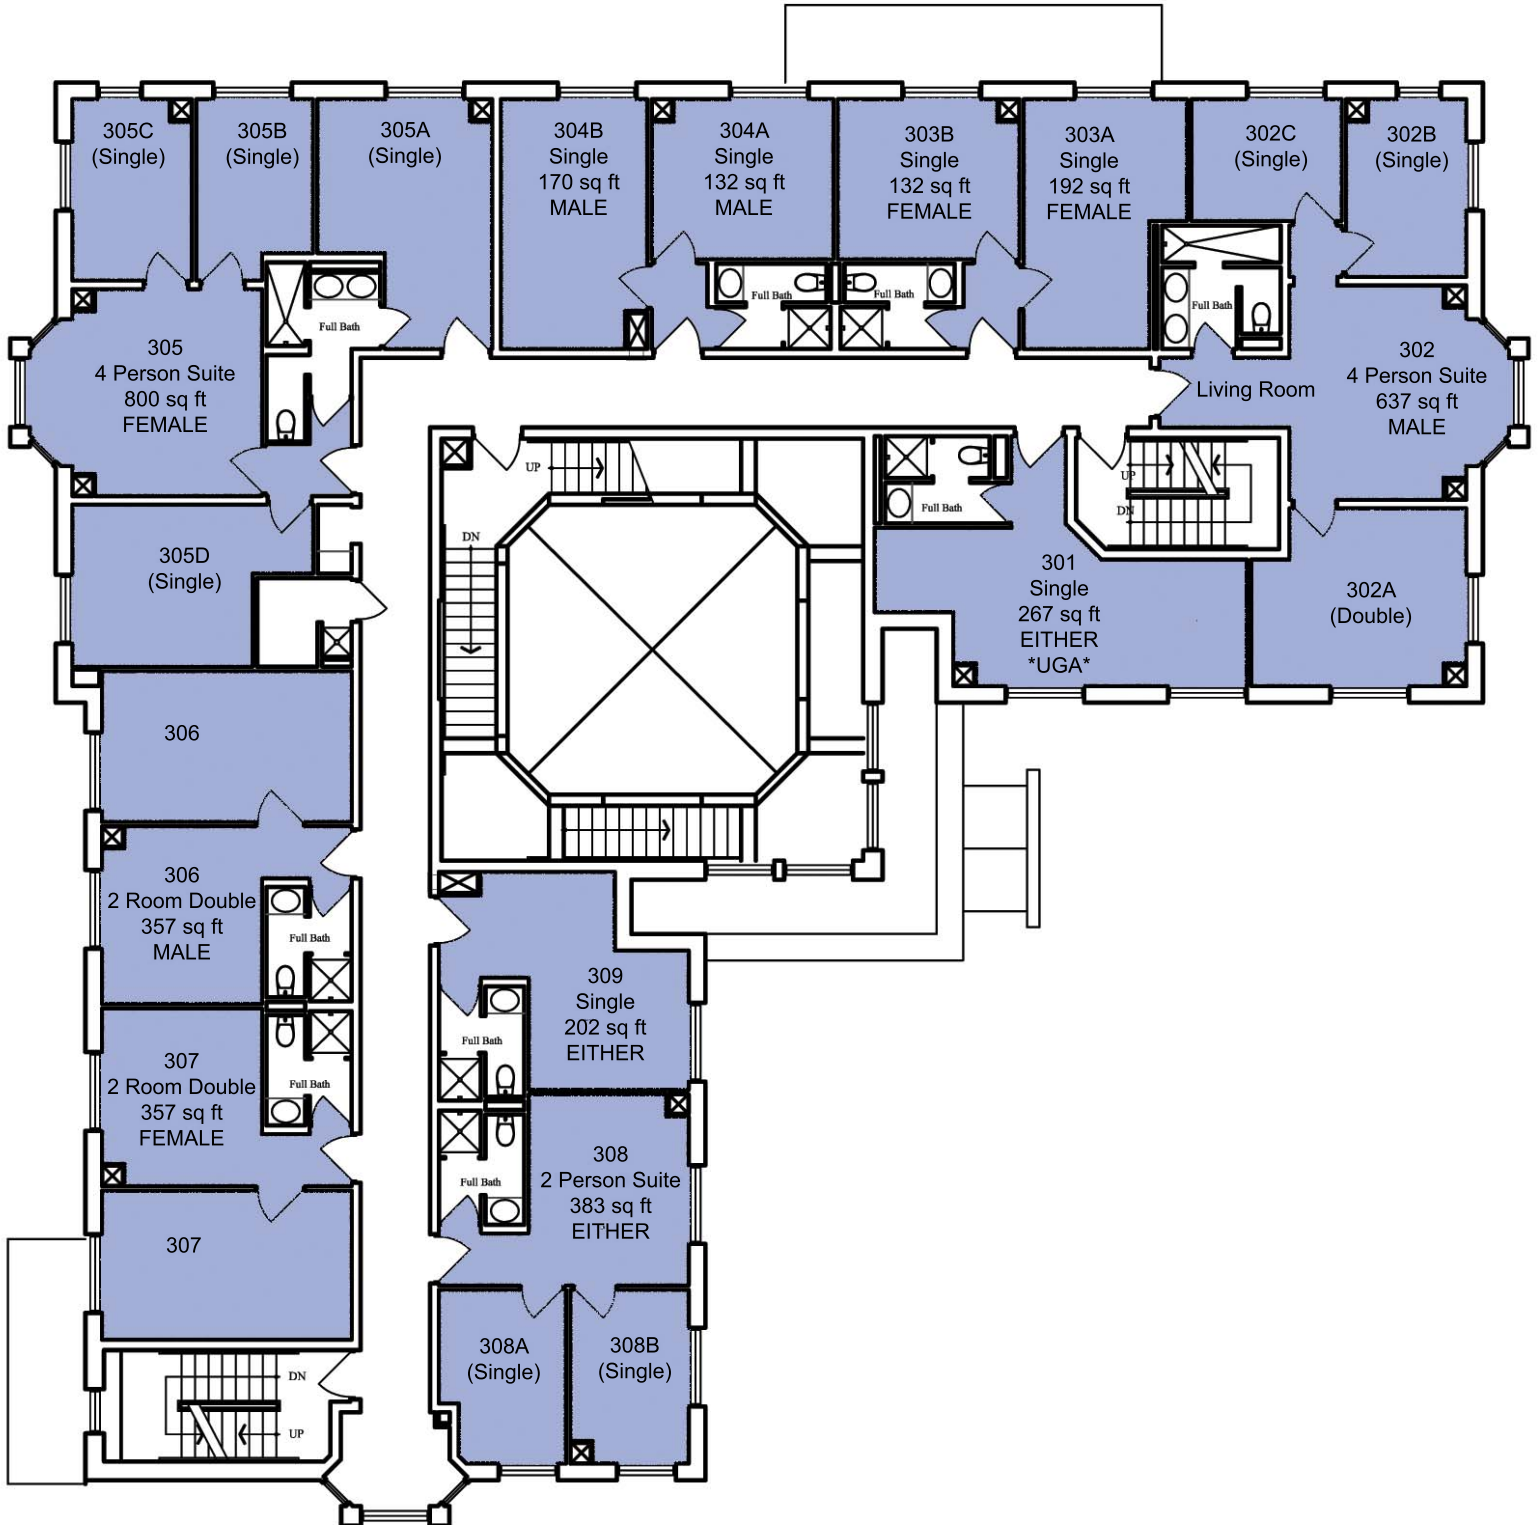 305C
(Single)
305B
(Single)
305A
(Single)
304B
Single
170 sq ft
MALE
304A
Single
132 sq ft
MALE
303B
Single
132 sq ft
FEMALE
303A
Single
192 sq ft
FEMALE
302C
(Single)
302B
(Single)
Full Bath
Full Bath
Full Bath
Full Bath
305
4 Person Suite
800 sq ft
FEMALE
Living Room
302
4 Person Suite
637 sq ft
MALE
UP
DN
Full Bath
UP
DN
305D
(Single)
301
Single
267 sq ft
EITHER
*UGA*
302A
(Double)
306
306
2 Room Double
357 sq ft
MALE
Full Bath
309
Single
202 sq ft
EITHER
Full Bath
307
2 Room Double
357 sq ft
FEMALE
Full Bath
308
2 Person Suite
383 sq ft
EITHER
Full Bath
307
308A
(Single)
308B
(Single)
DN
UP